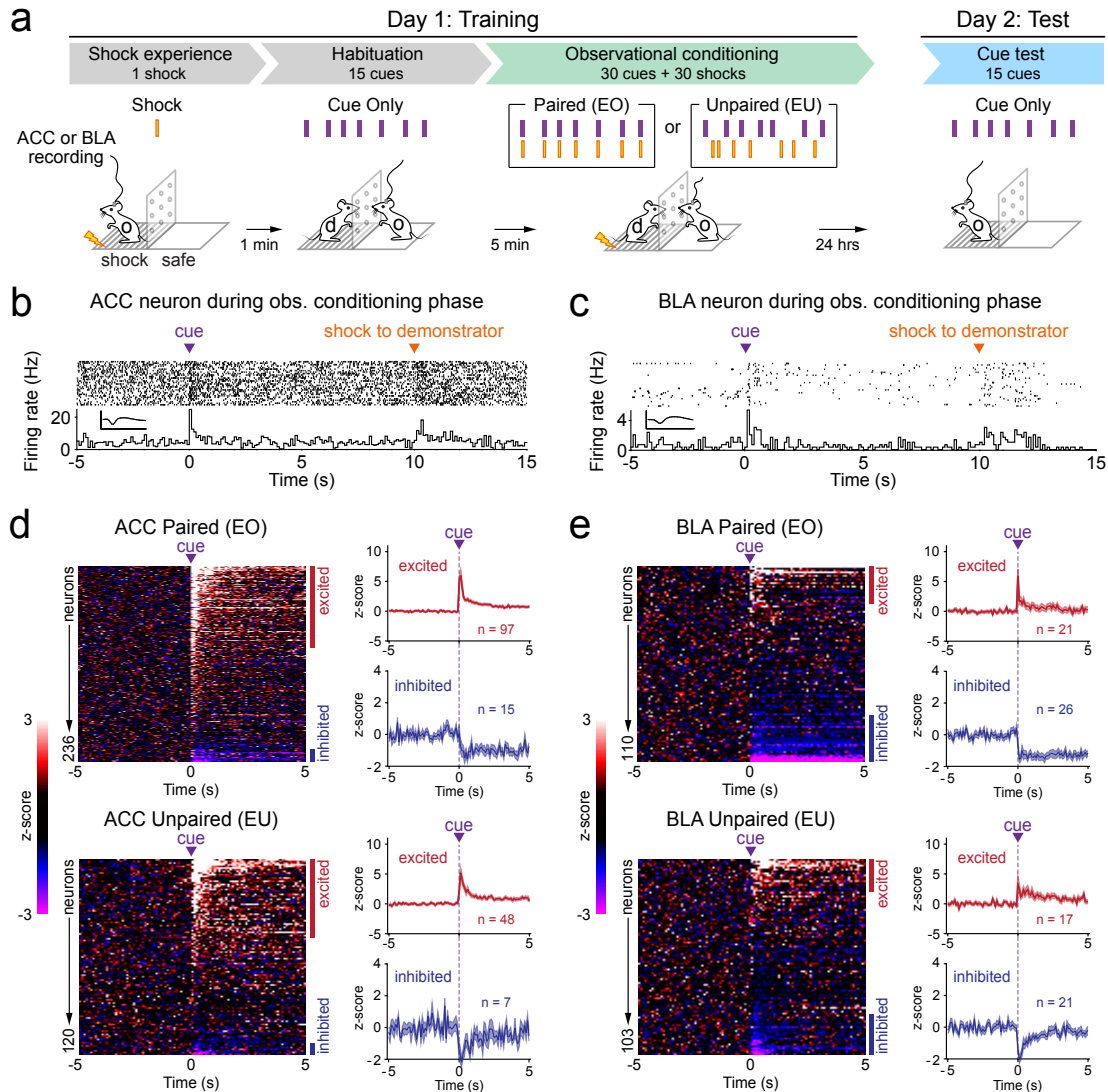 a
Day 1: Training
Day 2: Test
Shock experience
1 shock
Habituation
15 cues
Observational conditioning
30 cues + 30 shocks
Cue test
15 cues
Shock
Cue Only
Paired (EO)
or
Unpaired (EU)
Cue Only
ACC or BLA
recording
o
d
o
d
o
o
shock safe
1 min
5 min
24 hrs
b
ACC neuron during obs. conditioning phase
cue
shock to demonstrator
Firing rate (Hz)
20
0
-5 0 5 10 15
Time (s)
c
BLA neuron during obs. conditioning phase
cue
shock to demonstrator
Firing rate (Hz)
4
0
-5 0 5 10 15
Time (s)
d
ACC Paired (EO)
cue
neurons
236
excited
inhibited
-5 0 5
Time (s)
3
z-score
-3
cue
10
5
0
-5
z-score
excited
n = 97
-5 0 5
4
2
0
-2
z-score
inhibited
n = 15
-5 0 5
Time (s)
ACC Unpaired (EU)
cue
neurons
120
excited
inhibited
-5 0 5
Time (s)
cue
10
5
0
-5
z-score
excited
n = 48
-5 0 5
4
2
0
-2
z-score
inhibited
n = 7
-5 0 5
Time (s)
e
BLA Paired (EO)
cue
neurons
110
excited
inhibited
-5 0 5
Time (s)
3
z-score
-3
cue
10
5
0
-5
z-score
excited
n = 21
-5 0 5
4
2
0
-2
z-score
inhibited
n = 26
-5 0 5
Time (s)
BLA Unpaired (EU)
cue
neurons
103
excited
inhibited
-5 0 5
Time (s)
cue
10
5
0
-5
z-score
excited
n = 17
-5 0 5
4
2
0
-2
z-score
inhibited
n = 21
-5 0 5
Time (s)